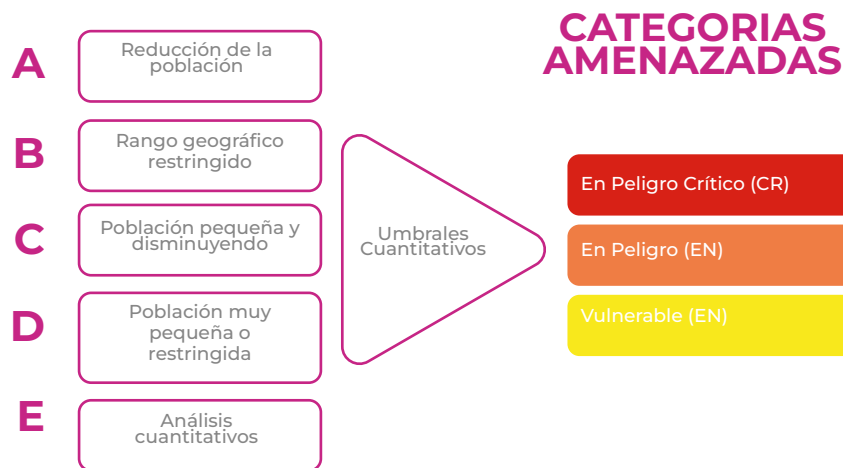 CATEGORIAS
AMENAZADAS
A
Reducción de la
población
B
Rango geográfico
restringido
C
Población pequeña y
disminuyendo
D
Población muy
pequeña o
restringida
E
Análisis
cuantitativos
Umbrales
Cuantitativos
En Peligro Crítico (CR)
En Peligro (EN)
Vulnerable (EN)